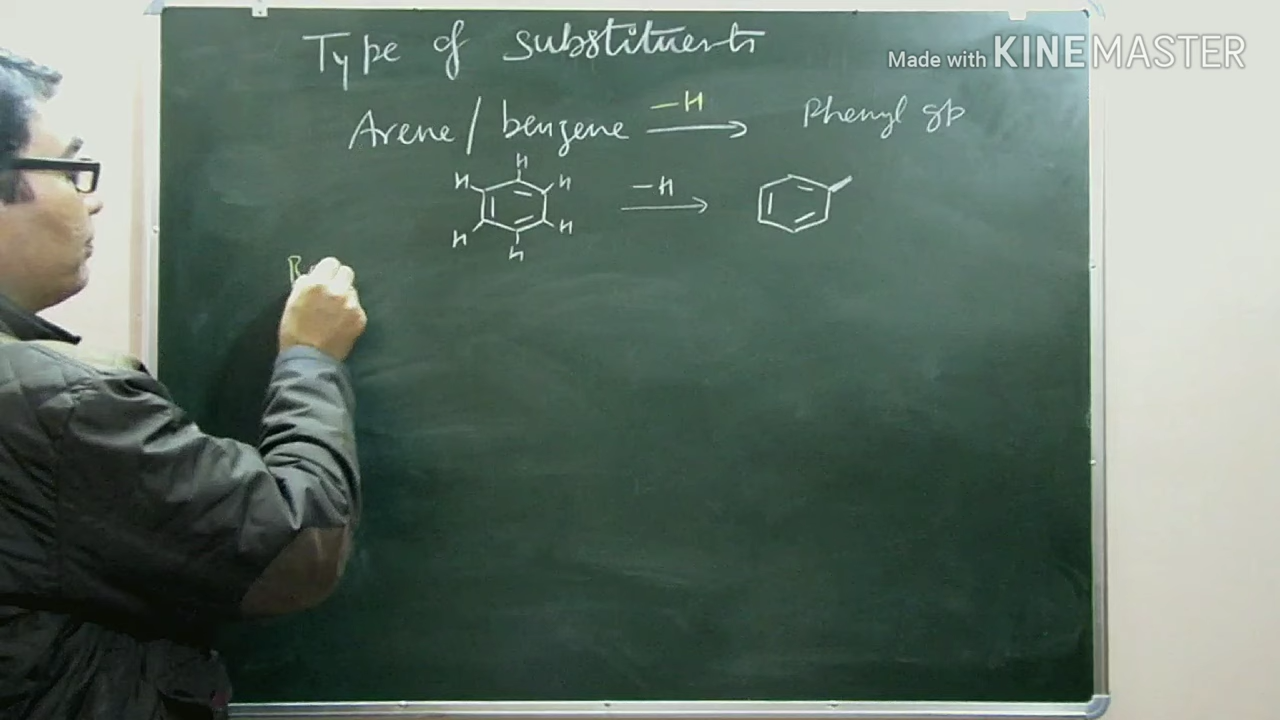 Type of substituents
Made with KINEMASTER
Arene / benzene —H Phenyl gp
H
H H
—H
H H
H